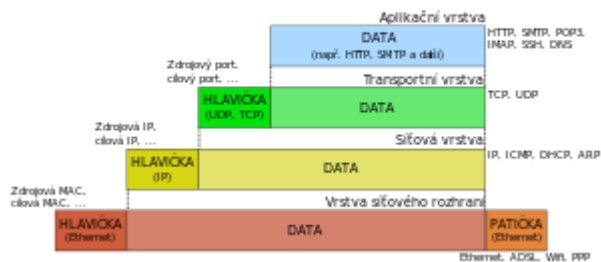 Aplikační vrstva
DATA
(např. HTTP, SMTP a další)
HTTP, SMTP, POP3,
IMAP, SSH, DNS
Zdrojový port,
cílový port, ...
Transportní vrstva
HLAVIČKA
(UDP, TCP)
DATA
TCP, UDP
Zdrojová IP,
cílová IP, ...
Síťová vrstva
HLAVIČKA
(IP)
DATA
IP, ICMP, DHCP, ARP
Zdrojová MAC,
cílová MAC, ...
Vrstva síťového rozhraní
HLAVIČKA
(Ethernet)
DATA
PATIČKA
(Ethernet)
Ethernet, ADSL, Wifi, PPP